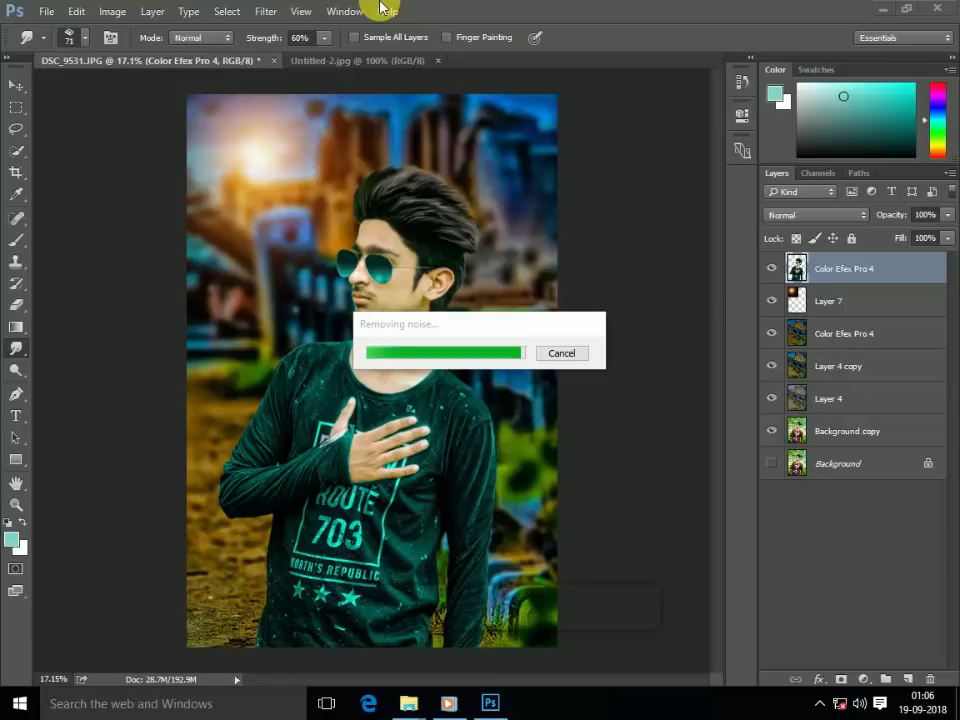 Ps File Edit Image Layer Type Select Filter View Window
71 Mode: Normal Strength: 60% Sample All Layers Finger Painting Essentials
DSC_9531.JPG @ 17.1% (Color Efex Pro 4, RGB/8) * × Untitled-2.jpg @ 100% (RGB/8) ×
Color Swatches
Layers Channels Paths
Kind
Normal Opacity: 100%
Lock: Fill: 100%
Color Efex Pro 4
Layer 7
Color Efex Pro 4
Layer 4 copy
Layer 4
Background copy
Background
Removing noise...
Cancel
ROUTE
703
NORTH'S REPUBLIC
17.15% Doc: 28.7M/192.9M
Search the web and Windows
Ps
01:06
19-09-2018